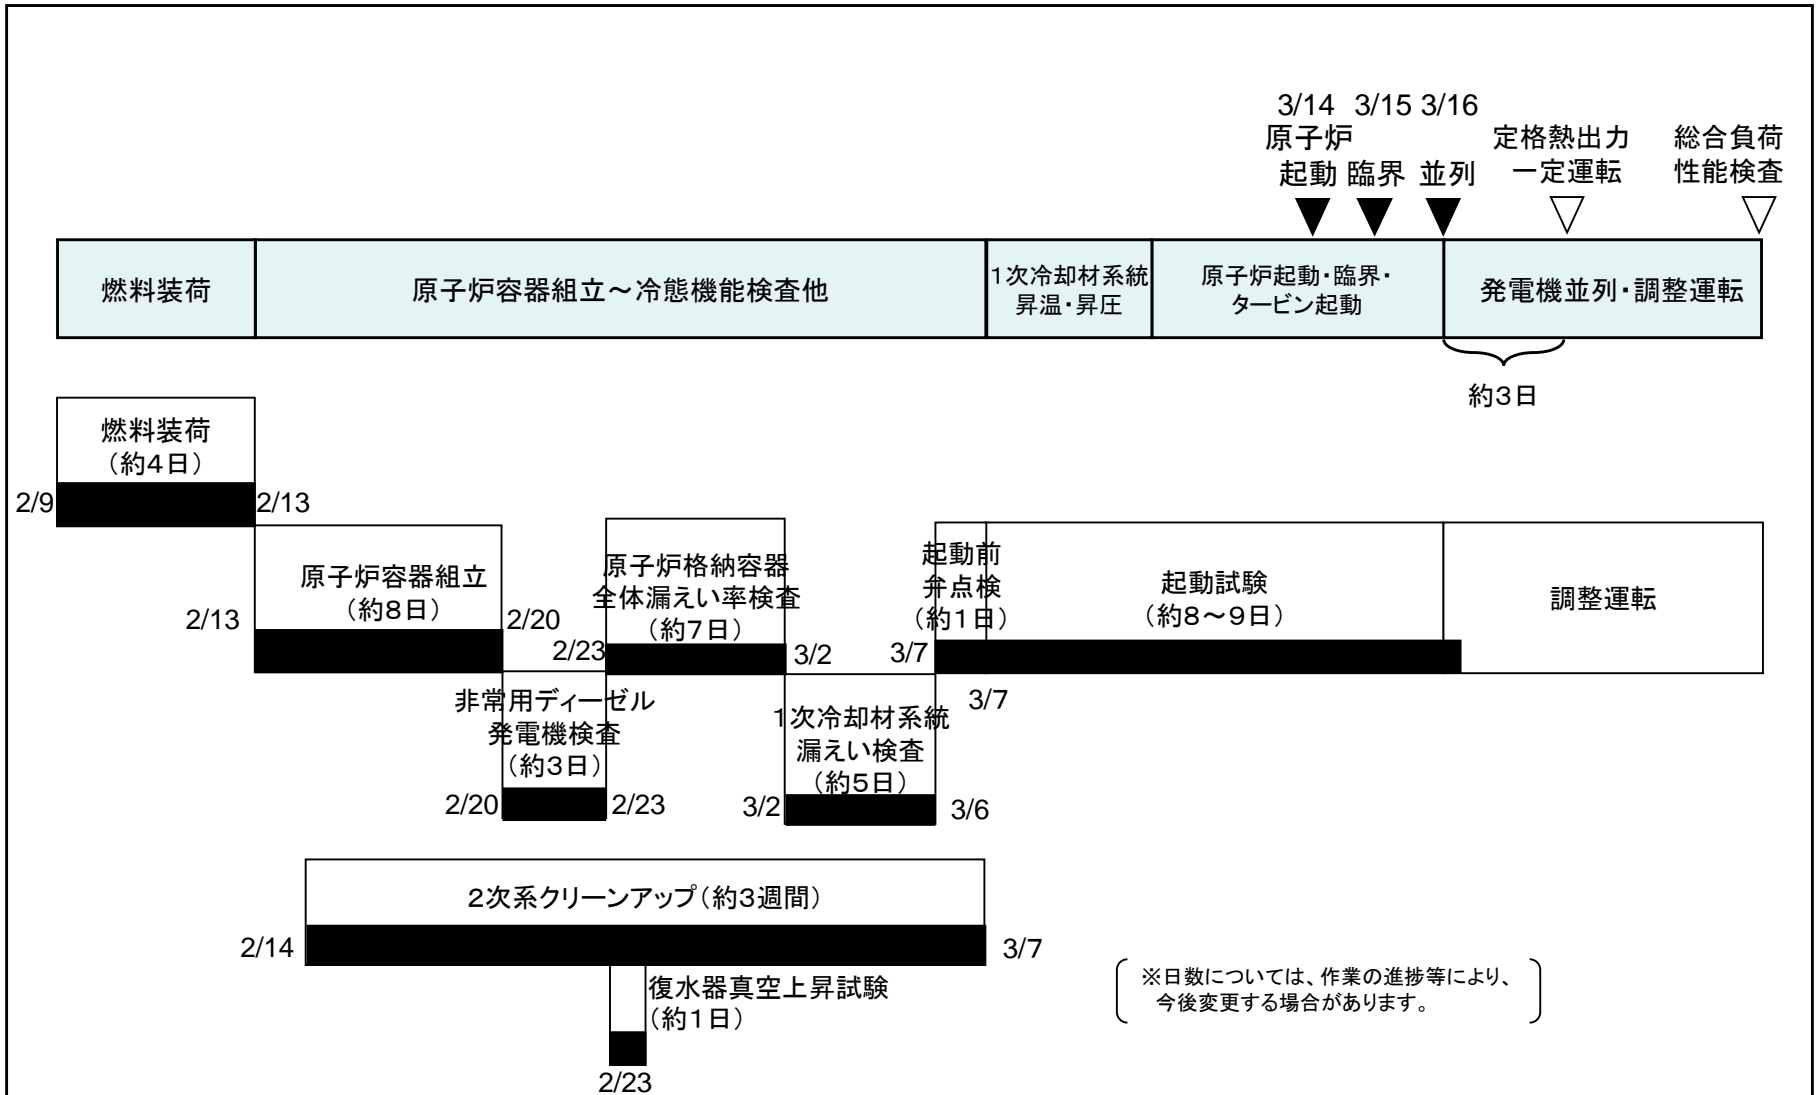 3/14 3/15 3/16
原子炉
起動 臨界 並列
定格熱出力
一定運転
総合負荷
性能検査
燃料装荷
原子炉容器組立～冷態機能検査他
1次冷却材系統
昇温・昇圧
原子炉起動・臨界・
タービン起動
発電機並列・調整運転
約3日
燃料装荷
（約4日）
2/9
2/13
原子炉容器組立
（約8日）
2/13
2/20
非常用ディーゼル
発電機検査
（約3日）
2/20
2/23
原子炉格納容器
全体漏えい率検査
（約7日）
2/23
3/2
1次冷却材系統
漏えい検査
（約5日）
3/2
3/6
起動前
弁点検
（約1日）
3/7
3/7
起動試験
（約8～9日）
調整運転
2次系クリーンアップ（約3週間）
2/14
3/7
復水器真空上昇試験
（約1日）
2/23
※日数については、作業の進捗等により、
今後変更する場合があります。